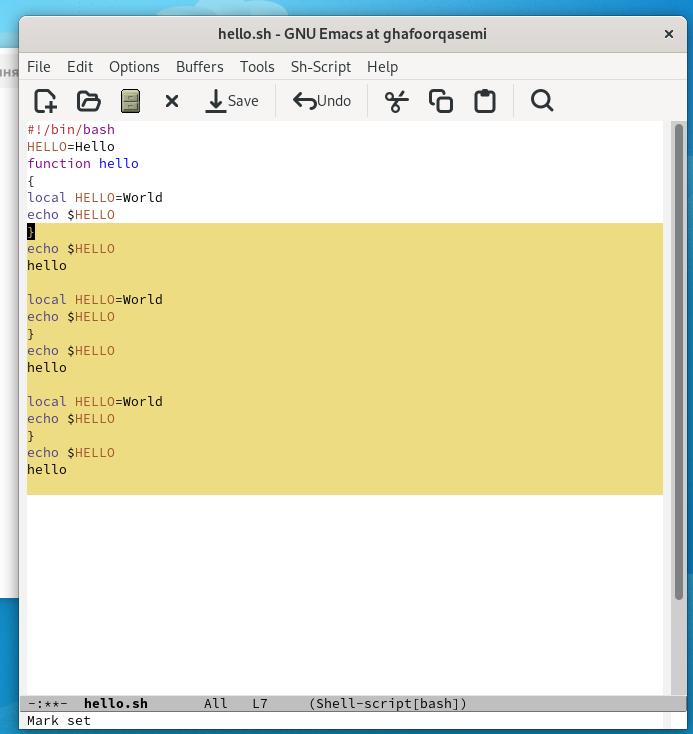 hello.sh - GNU Emacs at ghafoorqasemi
ня
File Edit Options Buffers Tools Sh-Script Help
Save Undo
#!/bin/bash
HELLO=Hello
function hello
{
local HELLO=World
echo $HELLO
}
echo $HELLO
hello
local HELLO=World
echo $HELLO
}
echo $HELLO
hello
local HELLO=World
echo $HELLO
}
echo $HELLO
hello
-:**- hello.sh All L7 (Shell-script[bash])
Mark set